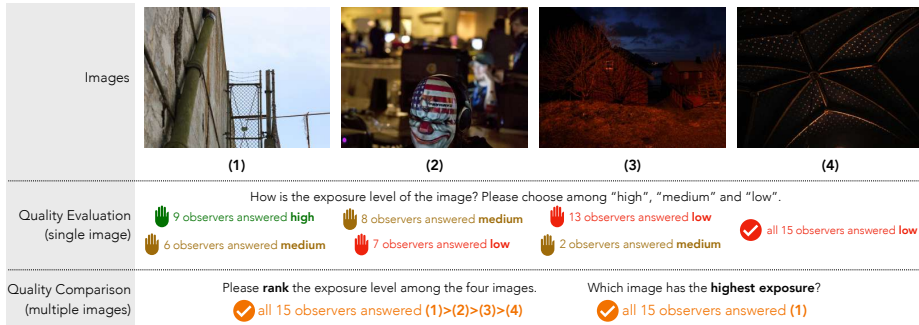 Images
(1)
(2)
(3)
(4)
Quality Evaluation
(single image)
How is the exposure level of the image? Please choose among “high”, “medium” and “low”.
9 observers answered high
6 observers answered medium
8 observers answered medium
7 observers answered low
13 observers answered low
2 observers answered medium
all 15 observers answered low
Quality Comparison
(multiple images)
Please rank the exposure level among the four images.
all 15 observers answered (1)>(2)>(3)>(4)
Which image has the highest exposure?
all 15 observers answered (1)